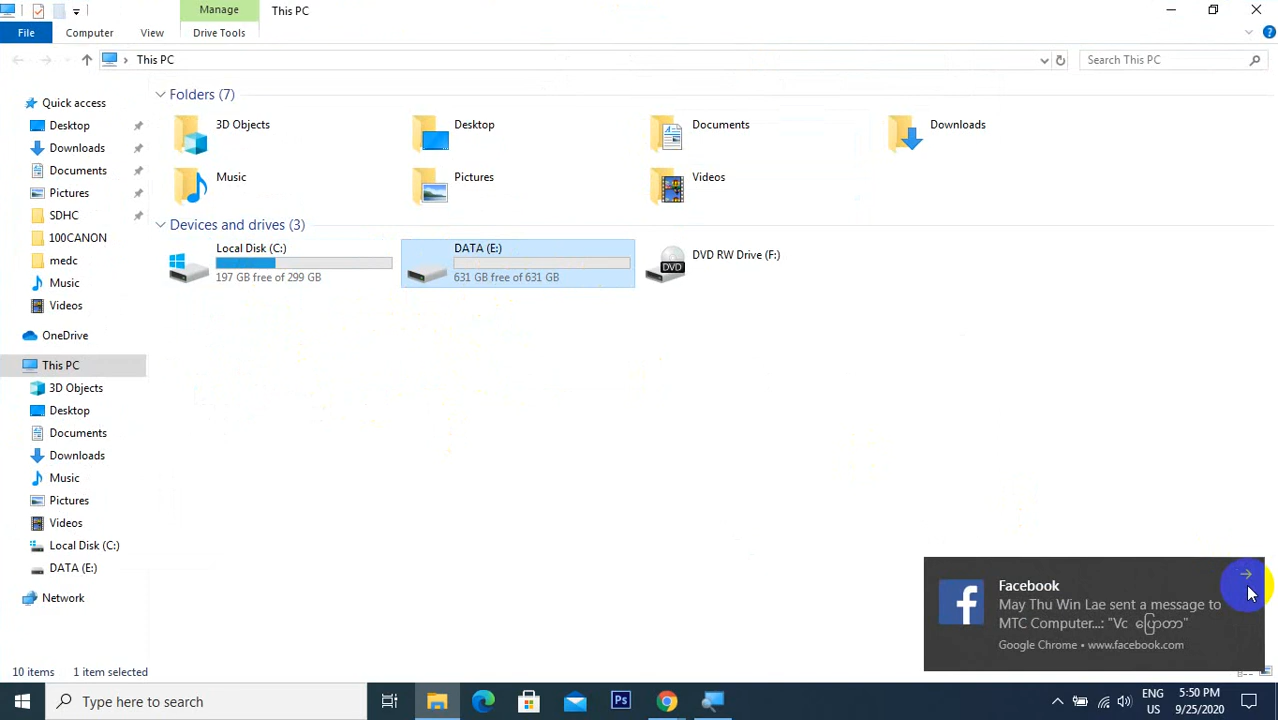 Manage
This PC
File
Computer
View
Drive Tools
This PC
Search This PC
Quick access
Desktop
Downloads
Documents
Pictures
SDHC
100CANON
medc
Music
Videos
OneDrive
This PC
3D Objects
Desktop
Documents
Downloads
Music
Pictures
Videos
Local Disk (C:)
DATA (E:)
Network
Folders (7)
3D Objects
Desktop
Documents
Downloads
Music
Pictures
Videos
Devices and drives (3)
Local Disk (C:)
197 GB free of 299 GB
DATA (E:)
631 GB free of 631 GB
DVD RW Drive (F:)
DVD
Facebook
May Thu Win Lae sent a message to
MTC Computer...: "Vc ပြောတာ"
Google Chrome • www.facebook.com
10 items
1 item selected
Type here to search
Ps
ENG
US
5:50 PM
9/25/2020